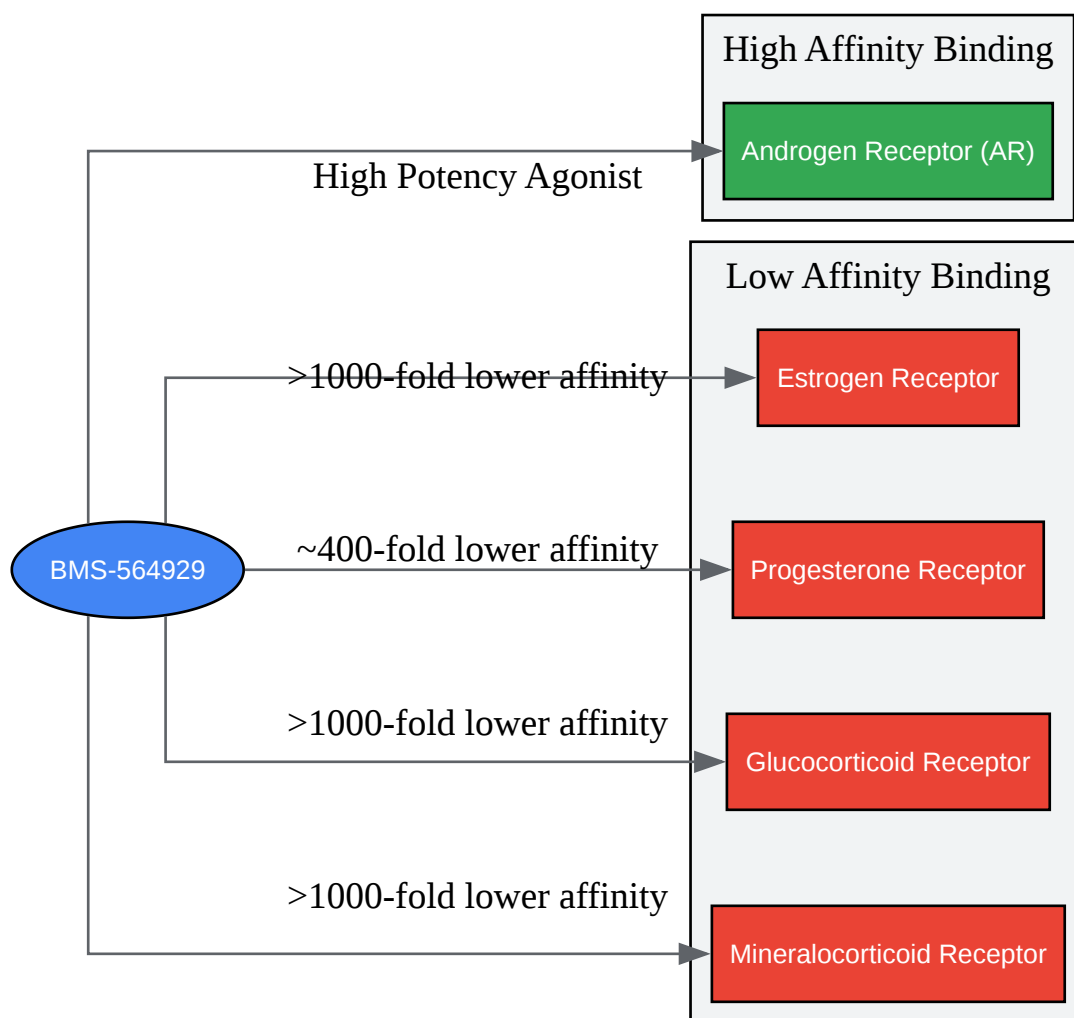 High Affinity Binding
Androgen Receptor (AR)
High Potency Agonist
Low Affinity Binding
>1000-fold lower affinity
Estrogen Receptor
~400-fold lower affinity
BMS-564929
Progesterone Receptor
>1000-fold lower affinity
Glucocorticoid Receptor
>1000-fold lower affinity
Mineralocorticoid Receptor